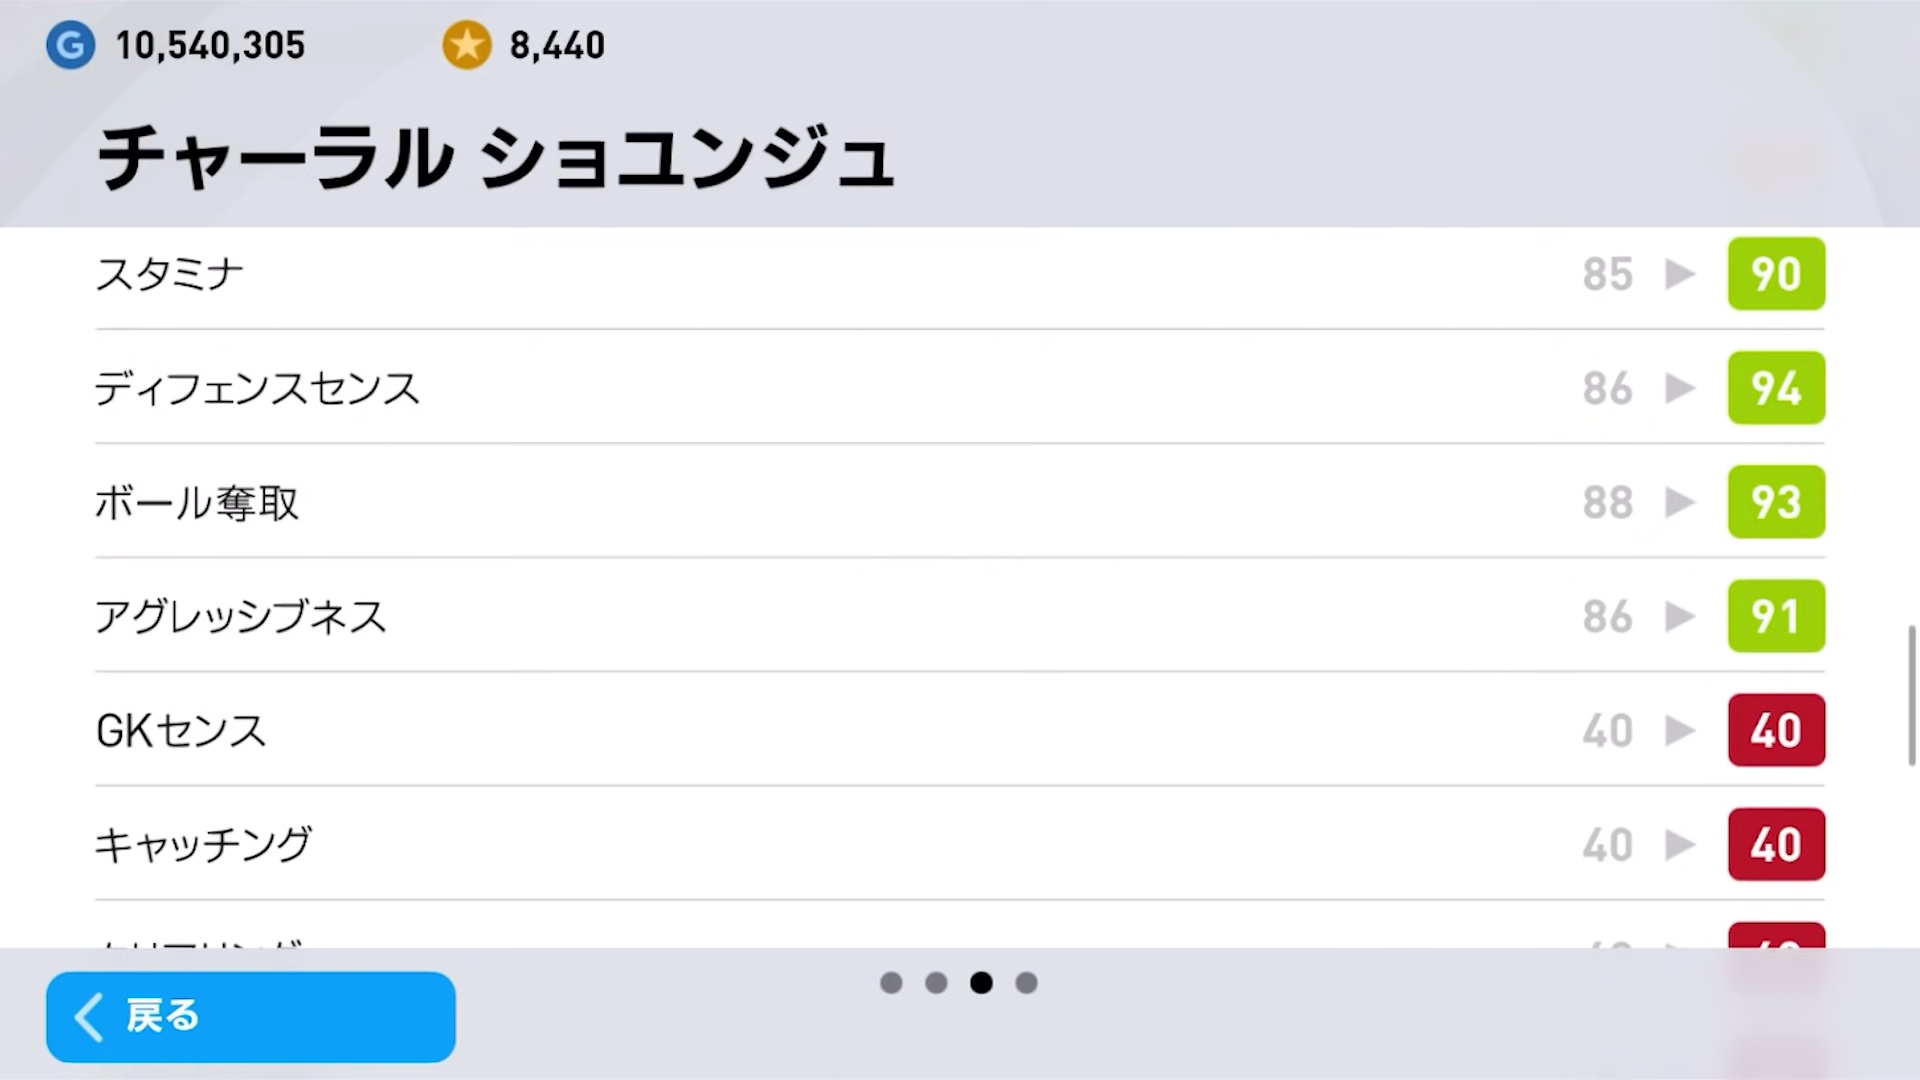 G 10,540,305 8,440
チャーラル ショユンジュ
スタミナ 85 ▶ 90
ディフェンスセンス 86 ▶ 94
ボール奪取 88 ▶ 93
アグレッシブネス 86 ▶ 91
GKセンス 40 ▶ 40
キャッチング 40 ▶ 40
戻る